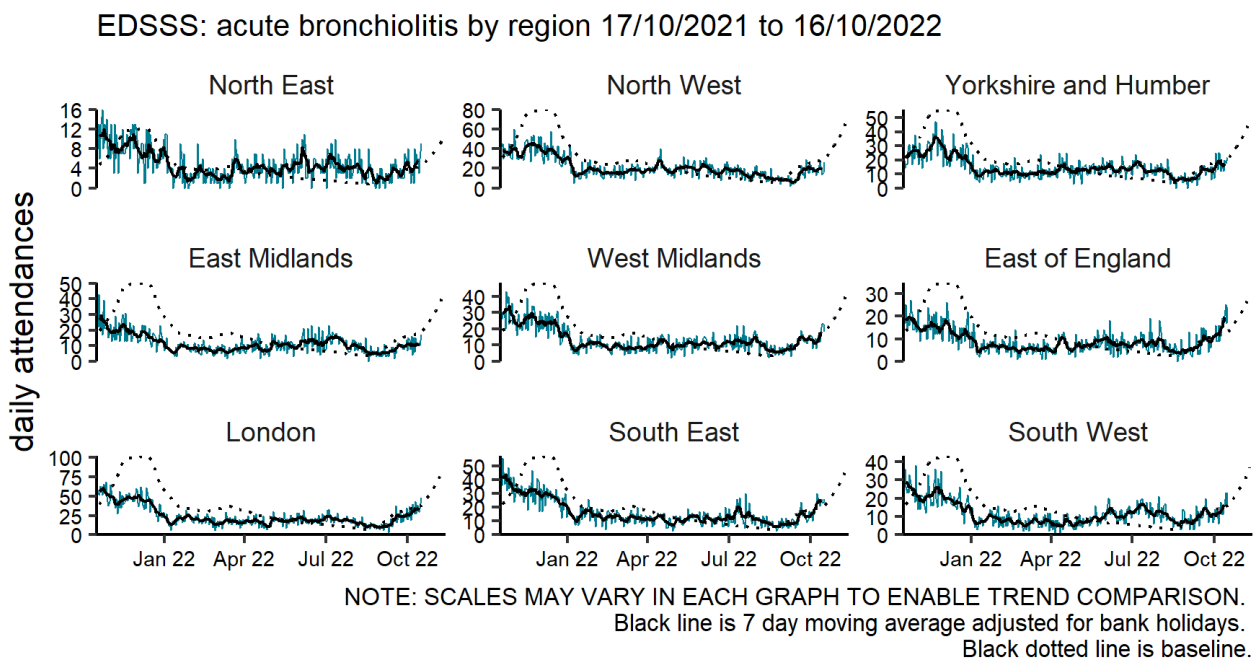 EDSSS: acute bronchiolitis by region 17/10/2021 to 16/10/2022
North East
North West
Yorkshire and Humber
16
12
8
4
0
80
60
40
20
0
50
40
30
20
10
0
daily attendances
East Midlands
West Midlands
East of England
50
40
30
20
10
0
40
30
20
10
0
30
20
10
0
London
South East
South West
100
75
50
25
0
50
40
30
20
10
0
40
30
20
10
0
Jan 22 Apr 22 Jul 22 Oct 22
Jan 22 Apr 22 Jul 22 Oct 22
Jan 22 Apr 22 Jul 22 Oct 22
NOTE: SCALES MAY VARY IN EACH GRAPH TO ENABLE TREND COMPARISON.
Black line is 7 day moving average adjusted for bank holidays.
Black dotted line is baseline.